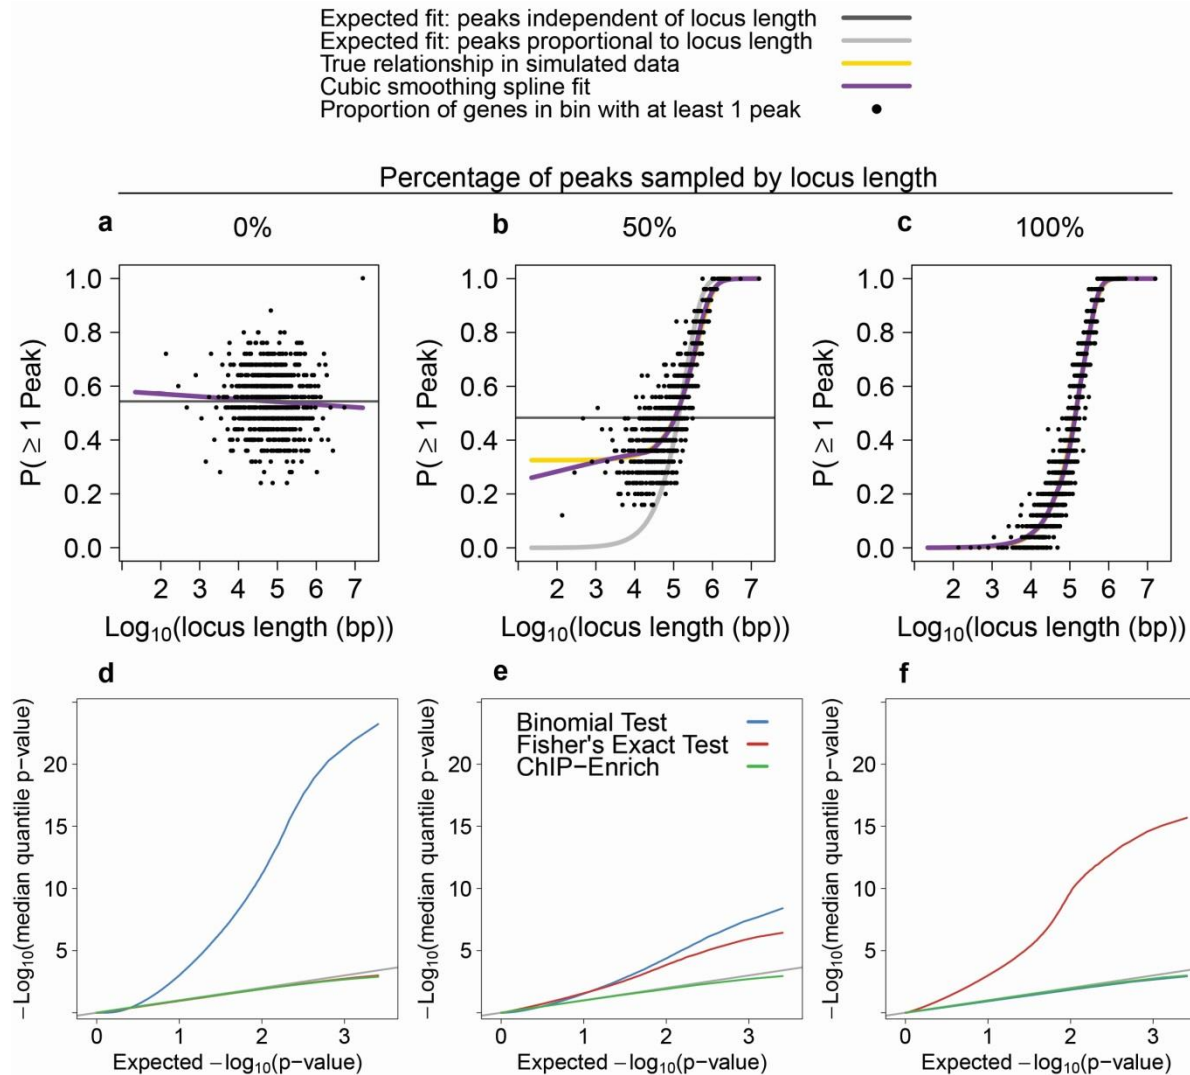 Expected fit: peaks independent of locus length
Expected fit: peaks proportional to locus length
True relationship in simulated data
Cubic smoothing spline fit
Proportion of genes in bin with at least 1 peak
Percentage of peaks sampled by locus length
a 0% b 50% c 100%
P( ≥ 1 Peak)
1.0
0.8
0.6
0.4
0.2
0.0
2 3 4 5 6 7
Log10(locus length (bp))
P( ≥ 1 Peak)
1.0
0.8
0.6
0.4
0.2
0.0
2 3 4 5 6 7
Log10(locus length (bp))
P( ≥ 1 Peak)
1.0
0.8
0.6
0.4
0.2
0.0
2 3 4 5 6 7
Log10(locus length (bp))
d
−Log10(median quantile p-value)
20
15
10
5
0 1 2 3
Expected −log10(p-value)
e
Binomial Test
Fisher's Exact Test
ChIP−Enrich
−Log10(median quantile p-value)
20
15
10
5
0 1 2 3
Expected −log10(p-value)
f
−Log10(median quantile p-value)
20
15
10
5
0 1 2 3
Expected −log10(p-value)